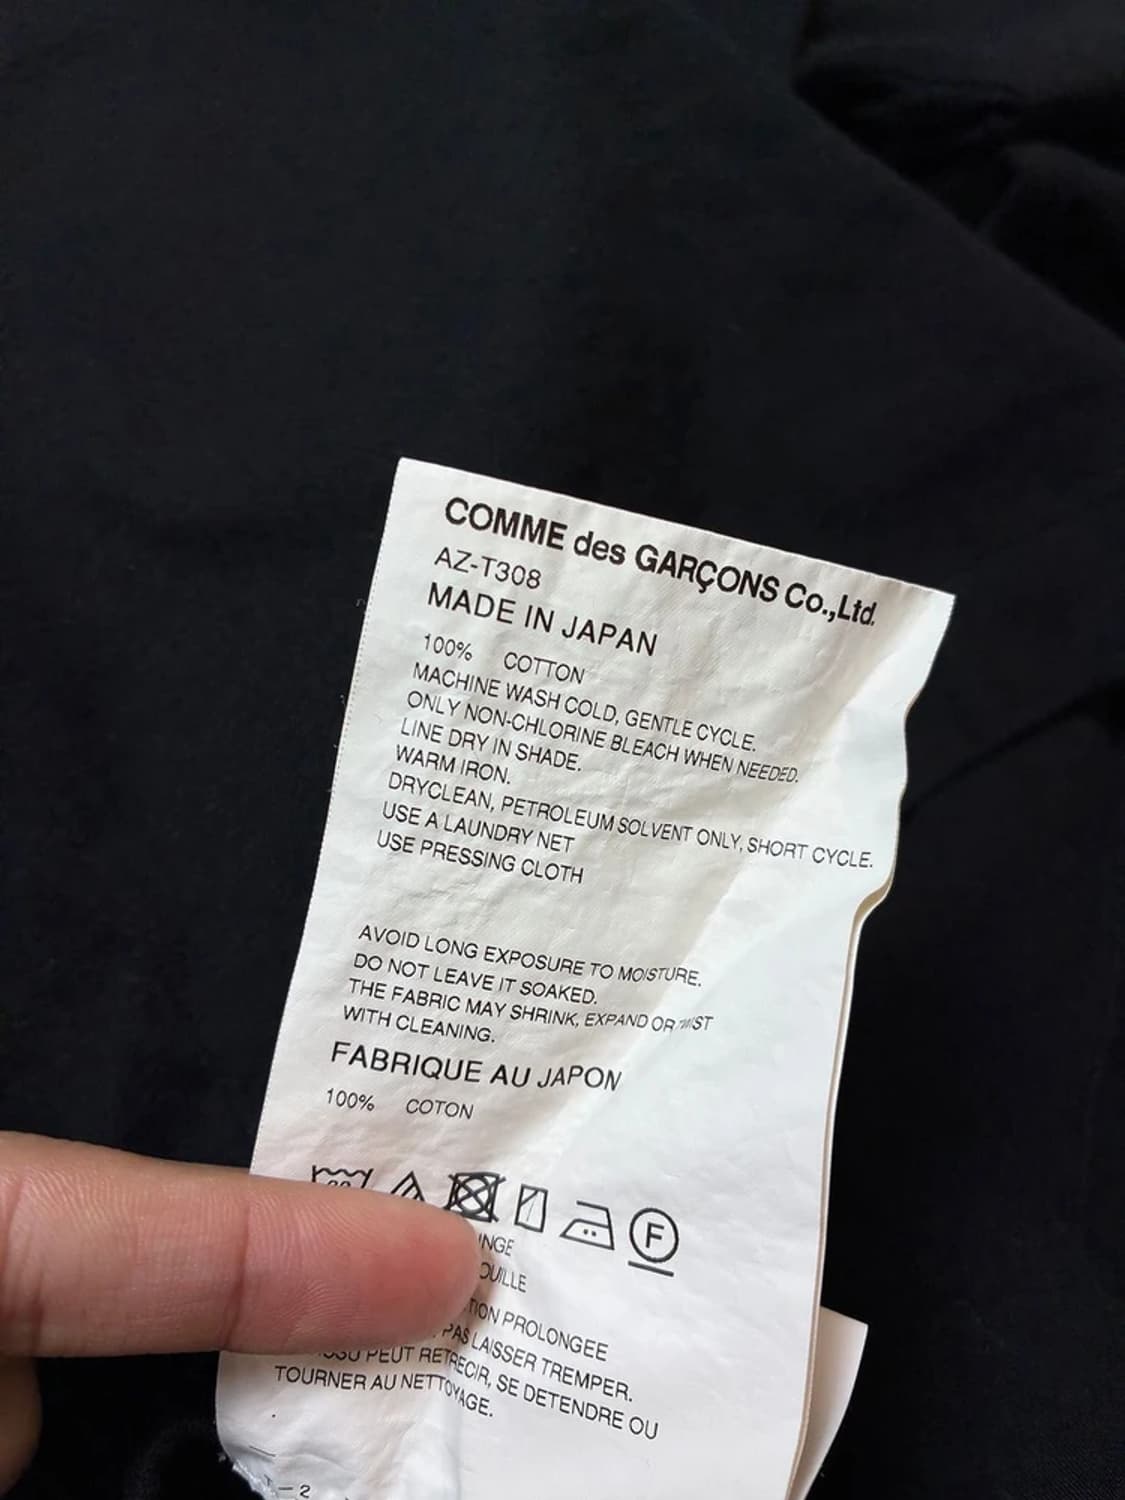 COMME des GARÇONS Co.,Ltd.
AZ-T308
MADE IN JAPAN
100% COTTON
MACHINE WASH COLD, GENTLE CYCLE.
ONLY NON-CHLORINE BLEACH WHEN NEEDED.
LINE DRY IN SHADE.
WARM IRON.
DRYCLEAN, PETROLEUM SOLVENT ONLY, SHORT CYCLE.
USE A LAUNDRY NET
USE PRESSING CLOTH
AVOID LONG EXPOSURE TO MOISTURE.
DO NOT LEAVE IT SOAKED.
THE FABRIC MAY SHRINK, EXPAND OR TWIST
WITH CLEANING.
FABRIQUE AU JAPON
100% COTON
F
PROLONGEE
PAS LAISSER TREMPER.
PEUT RETRECIR, SE DETENDRE OU
TOURNER AU NETTOYAGE.